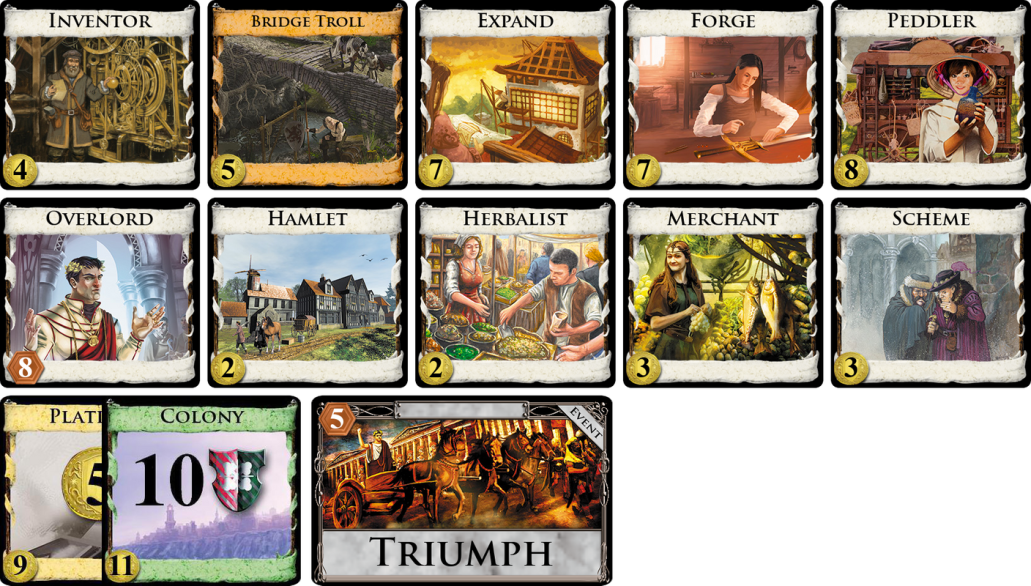 INVENTOR
4
BRIDGE TROLL
5
EXPAND
7
FORGE
7
PEDDLER
8
OVERLORD
8
HAMLET
2
HERBALIST
2
MERCHANT
3
SCHEME
3
PLATI
5
9
COLONY
10
11
5
EVENT
TRIUMPH